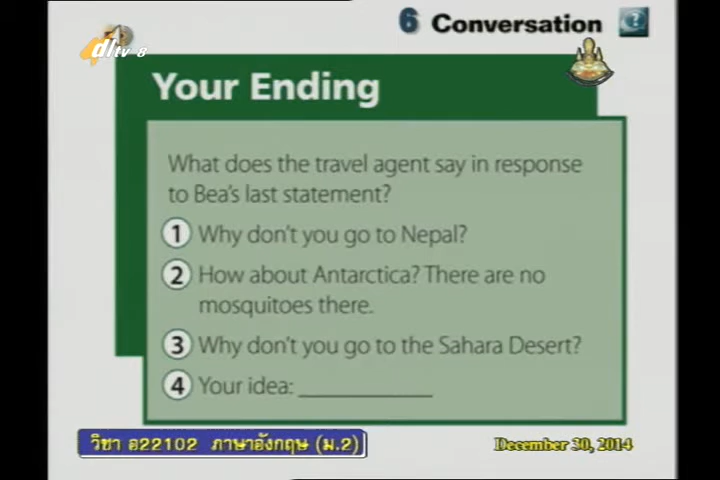 6 Conversation
?
dltv 8
Your Ending
What does the travel agent say in response
to Bea's last statement?
1 Why don't you go to Nepal?
2 How about Antarctica? There are no
mosquitoes there.
3 Why don't you go to the Sahara Desert?
4 Your idea: ____________
วิชา อ22102 ภาษาอังกฤษ (ม.2)
December 30, 2014